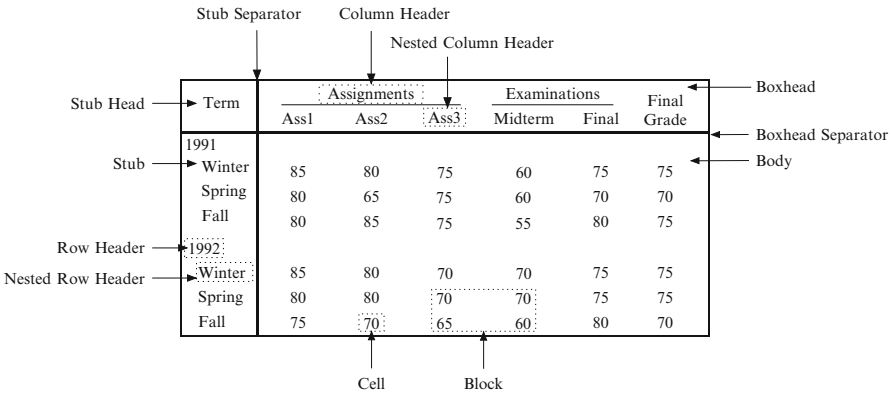 Stub Separator Column Header
Nested Column Header
Stub Head Term Assignments Examinations Final Grade Boxhead
Ass1 Ass2 Ass3 Midterm Final
Boxhead Separator
1991
Stub Winter 85 80 75 60 75 75 Body
Spring 80 65 75 60 70 70
Fall 80 85 75 55 80 75
Row Header 1992
Nested Row Header Winter 85 80 70 70 75 75
Spring 80 80 70 70 75 75
Fall 75 70 65 60 80 70
Cell Block